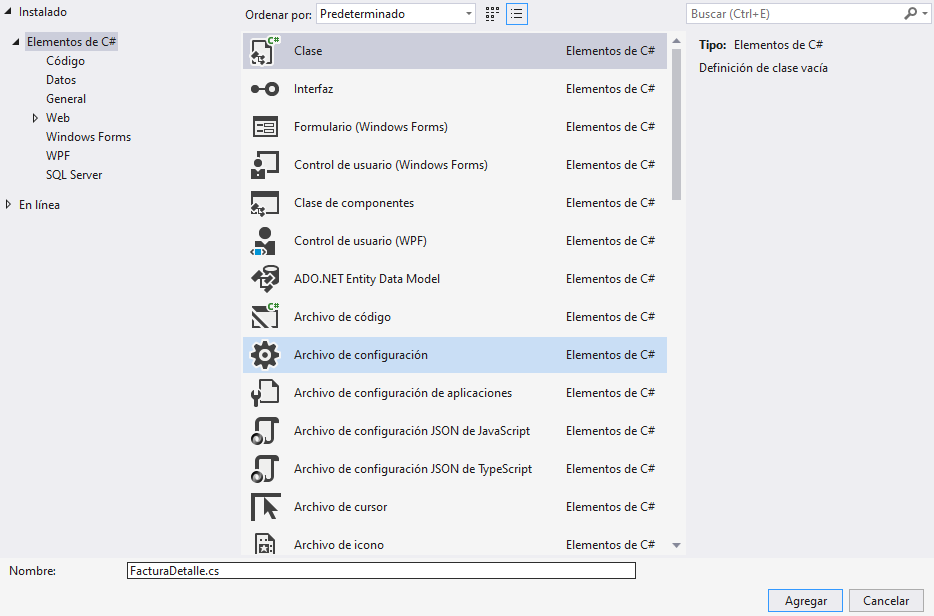 Instalado
Elementos de C#
Código
Datos
General
Web
Windows Forms
WPF
SQL Server
En línea
Ordenar por: Predeterminado
Clase Elementos de C#
Interfaz Elementos de C#
Formulario (Windows Forms) Elementos de C#
Control de usuario (Windows Forms) Elementos de C#
Clase de componentes Elementos de C#
Control de usuario (WPF) Elementos de C#
ADO.NET Entity Data Model Elementos de C#
Archivo de código Elementos de C#
Archivo de configuración Elementos de C#
Archivo de configuración de aplicaciones Elementos de C#
Archivo de configuración JSON de JavaScript Elementos de C#
Archivo de configuración JSON de TypeScript Elementos de C#
Archivo de cursor Elementos de C#
Archivo de icono Elementos de C#
Buscar (Ctrl+E)
Tipo: Elementos de C#
Definición de clase vacía
Nombre: FacturaDetalle.cs
Agregar Cancelar